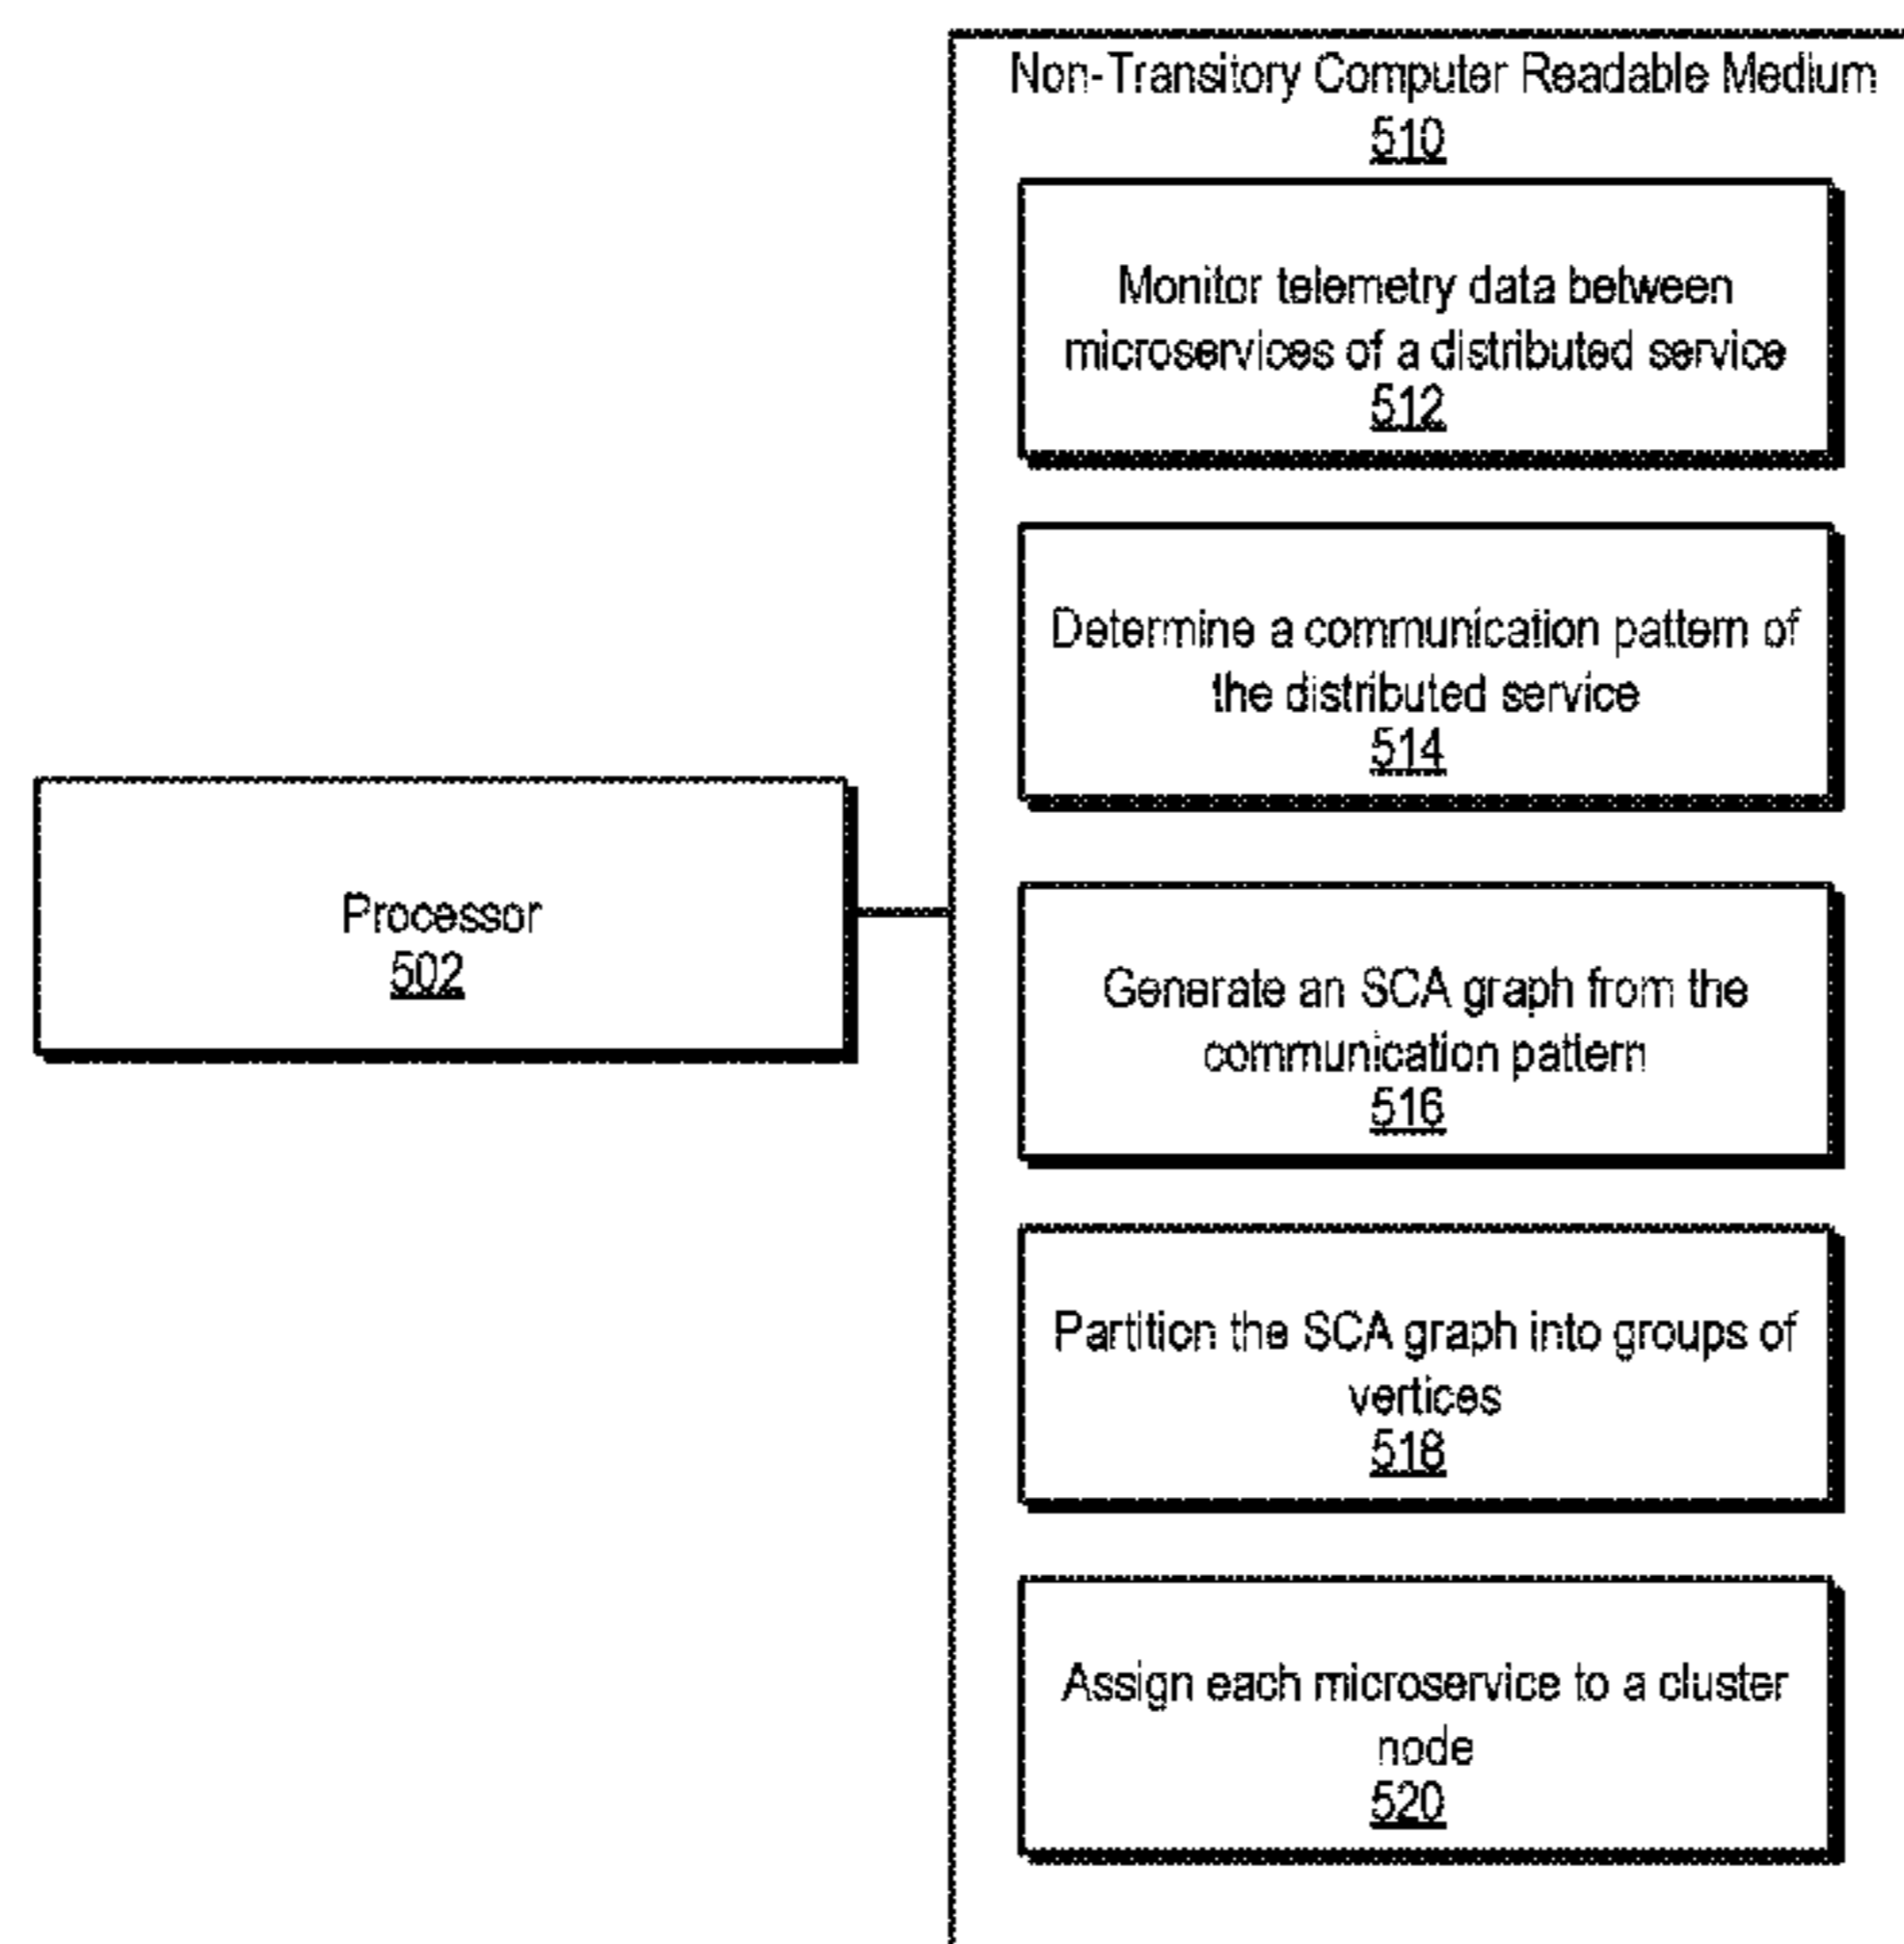 Non-Transitory Computer Readable Medium
510
Monitor telemetry data between
microservices of a distributed service
512
Determine a communication pattern of
the distributed service
514
Processor
502
Generate an SCA graph from the
communication pattern
516
Partition the SCA graph into groups of
vertices
518
Assign each microservice to a cluster
node
520